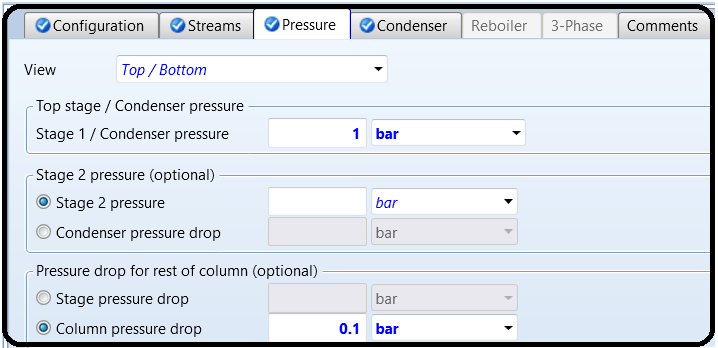 Configuration Streams Pressure Condenser Reboiler 3-Phase Comments
View Top / Bottom
Top stage / Condenser pressure
Stage 1 / Condenser pressure 1 bar
Stage 2 pressure (optional)
Stage 2 pressure bar
Condenser pressure drop bar
Pressure drop for rest of column (optional)
Stage pressure drop bar
Column pressure drop 0.1 bar